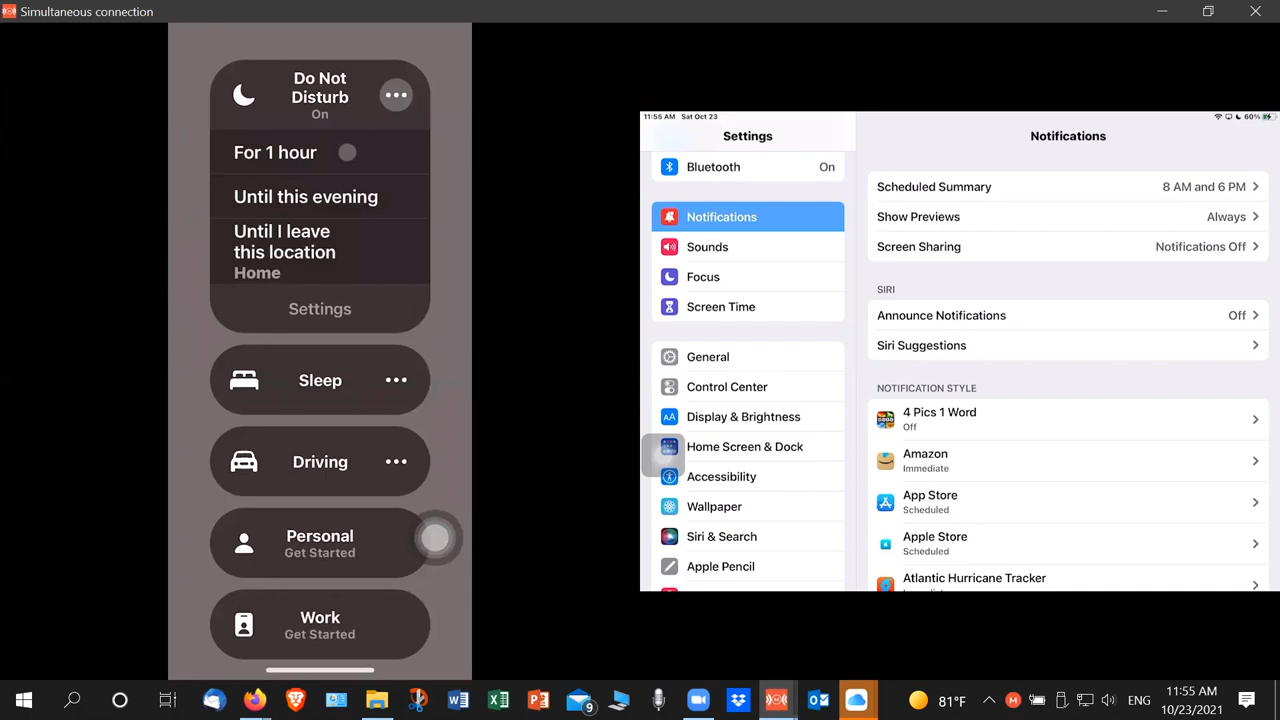 Simultaneous connection
Do Not
Disturb
On
For 1 hour
Until this evening
Until I leave
this location
Home
Settings
Sleep
Driving
Personal
Get Started
Work
Get Started
11:55 AM Sat Oct 23
60%
Settings
Bluetooth On
Notifications
Sounds
Focus
Screen Time
General
Control Center
Display & Brightness
Home Screen & Dock
Accessibility
Wallpaper
Siri & Search
Apple Pencil
Notifications
Scheduled Summary 8 AM and 6 PM
Show Previews Always
Screen Sharing Notifications Off
SIRI
Announce Notifications Off
Siri Suggestions
NOTIFICATION STYLE
4 Pics 1 Word
Off
Amazon
Immediate
App Store
Scheduled
Apple Store
Scheduled
Atlantic Hurricane Tracker
9
81°F
ENG
11:55 AM
10/23/2021